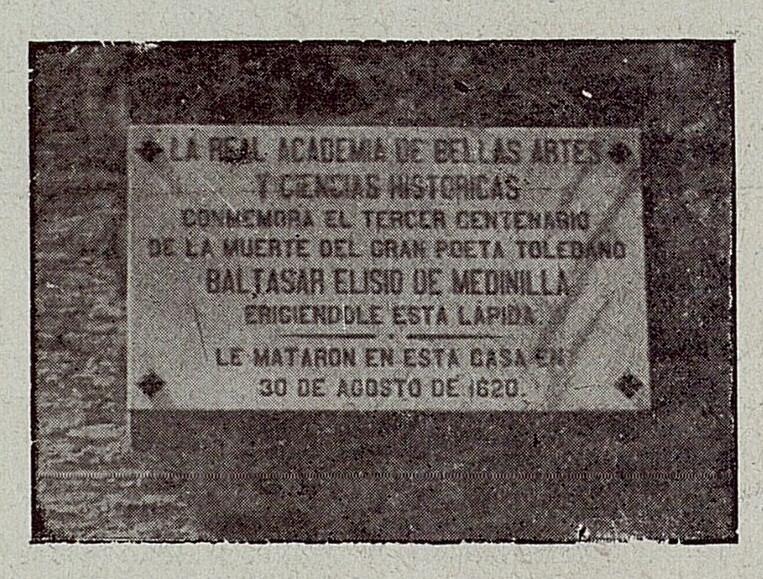 LA REAL ACADEMIA DE BELLAS ARTES
Y CIENCIAS HISTORICAS
CONMEMORA EL TERCER CENTENARIO
DE LA MUERTE DEL GRAN POETA TOLEDANO
BALTASAR ELISIO DE MEDINILLA
ERIGIENDOLE ESTA LÁPIDA
LE MATARON EN ESTA CASA EN
30 DE AGOSTO DE 1620.